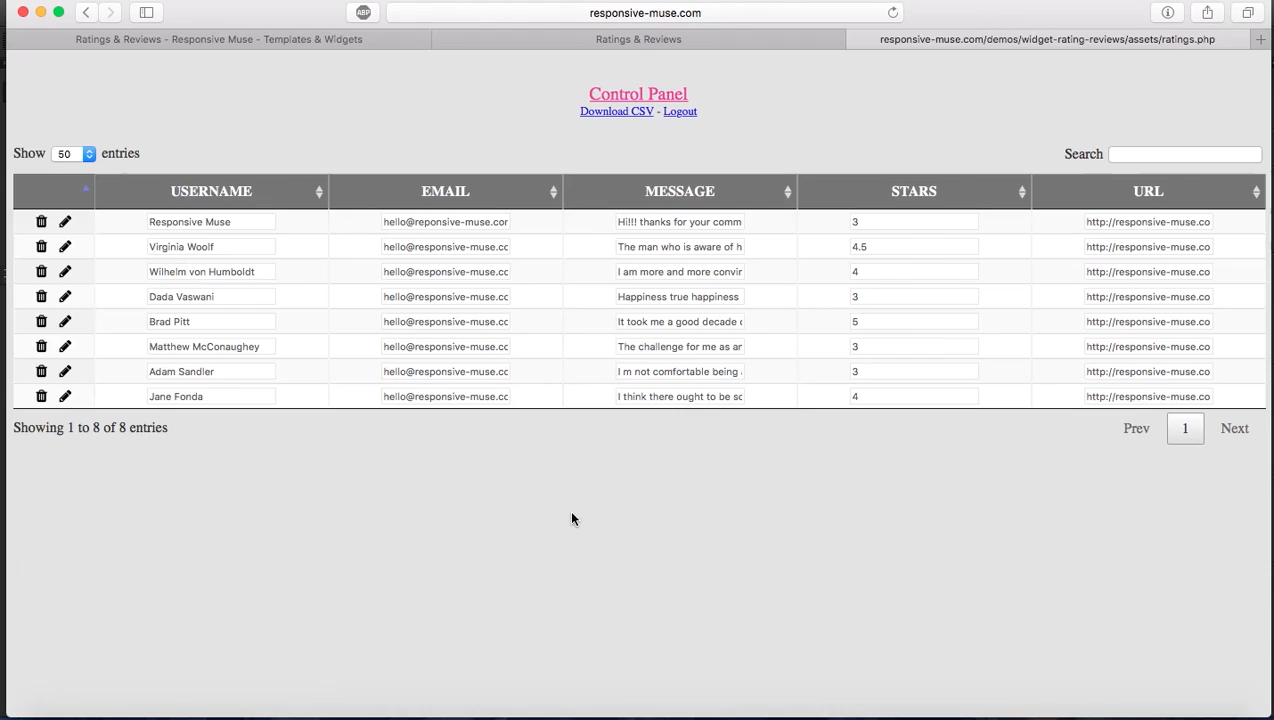 ABP
responsive-muse.com
Ratings & Reviews - Responsive Muse - Templates & Widgets
Ratings & Reviews
responsive-muse.com/demos/widget-rating-reviews/assets/ratings.php
Control Panel
Download CSV - Logout
Show 50 entries
Search
USERNAME EMAIL MESSAGE STARS URL
Responsive Muse hello@reponsive-muse.cor Hi!!! thanks for your comm 3 http://responsive-muse.co
Virginia Woolf hello@responsive-muse.cc The man who is aware of h 4.5 http://responsive-muse.co
Wilhelm von Humboldt hello@responsive-muse.cc I am more and more convir 4 http://responsive-muse.co
Dada Vaswani hello@responsive-muse.cc Happiness true happiness 3 http://responsive-muse.co
Brad Pitt hello@responsive-muse.cc It took me a good decade 5 http://responsive-muse.co
Matthew McConaughey hello@responsive-muse.cc The challenge for me as ar 3 http://responsive-muse.co
Adam Sandler hello@responsive-muse.cc I m not comfortable being 3 http://responsive-muse.co
Jane Fonda hello@responsive-muse.cc I think there ought to be sc 4 http://responsive-muse.co
Showing 1 to 8 of 8 entries
Prev 1 Next